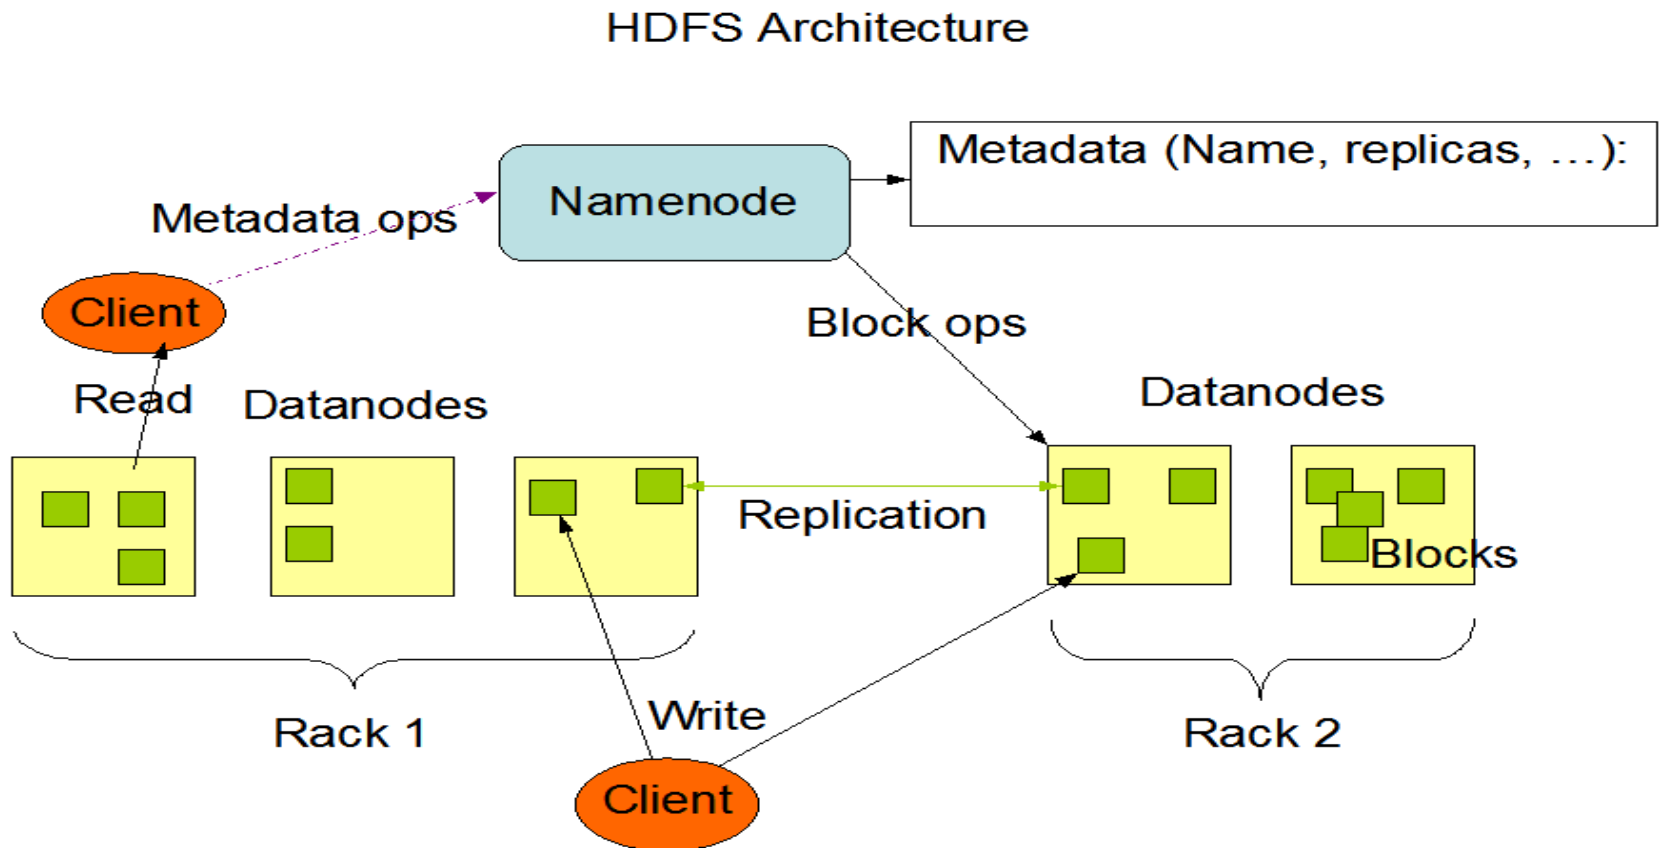 HDFS Architecture
Metadata (Name, replicas, ...):
Namenode
Metadata ops
Client
Block ops
Read
Datanodes
Datanodes
Replication
Blocks
Rack 1
Write
Rack 2
Client